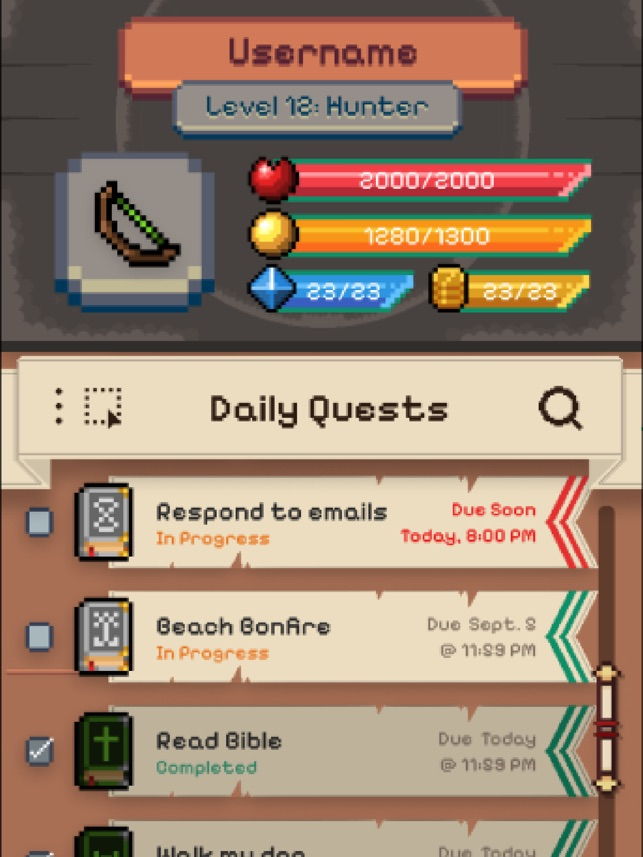 Username
Level 12: Hunter
2000/2000
1280/1300
23/23
23/23
Daily Quests
Respond to emails
Due Soon
In Progress
Today, 8:00 PM
Beach Bonfire
Due Sept. 8
In Progress
@ 11:59 PM
Read Bible
Due Today
Completed
@ 11:59 PM
Walk my dog
Due Today